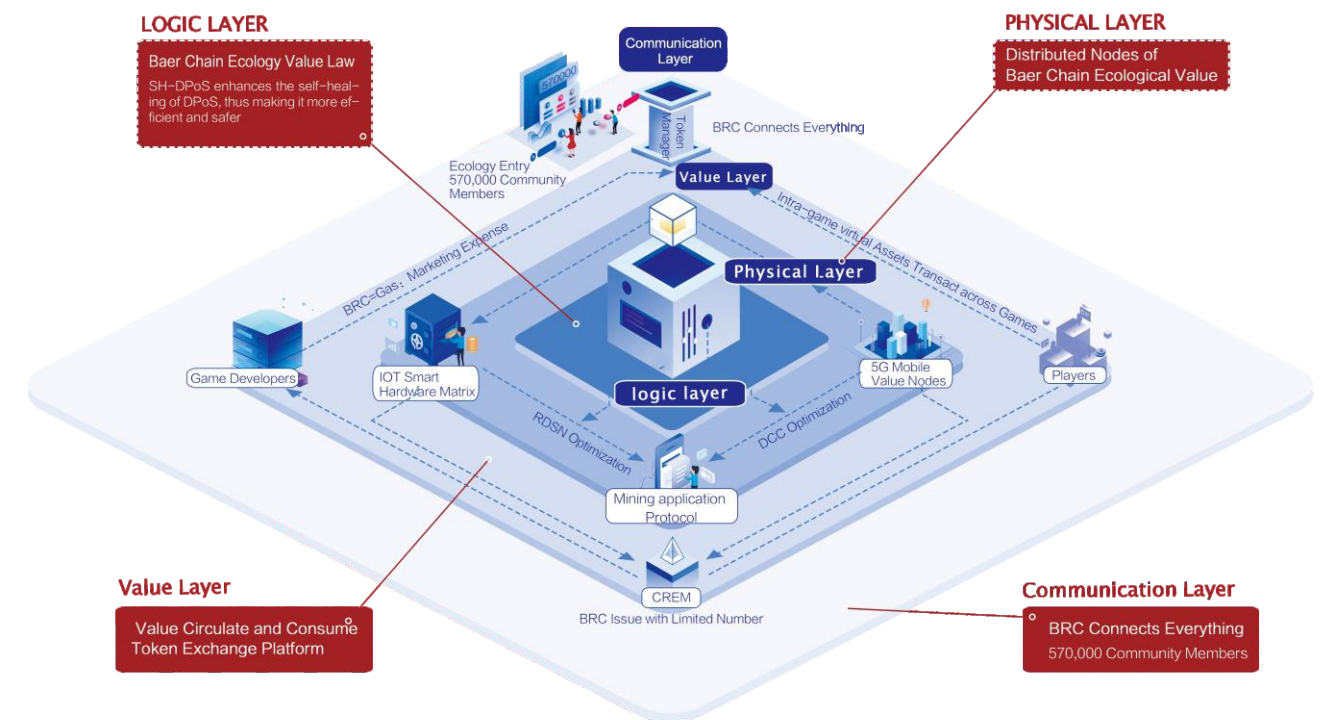 LOGIC LAYER
Baer Chain Ecology Value Law
SH-DPoS enhances the self-heal-
ing of DPoS, thus making it more ef-
ficient and safer
PHYSICAL LAYER
Distributed Nodes of
Baer Chain Ecological Value
Communication
Layer
570000
Token
Manager
BRC Connects Everything
Ecology Entry
570,000 Community
Members
Value Layer
BRC=Gas; Marketing Expense
Intra-game virtual Assets Transact across Games
Physical Layer
Game Developers
IOT Smart
Hardware Matrix
5G Mobile
Value Nodes
Players
logic layer
RDSN Optimization
DCC Optimization
Mining application
Protocol
CREM
BRC Issue with Limited Number
Value Layer
Value Circulate and Consume
Token Exchange Platform
Communication Layer
BRC Connects Everything
570,000 Community Members